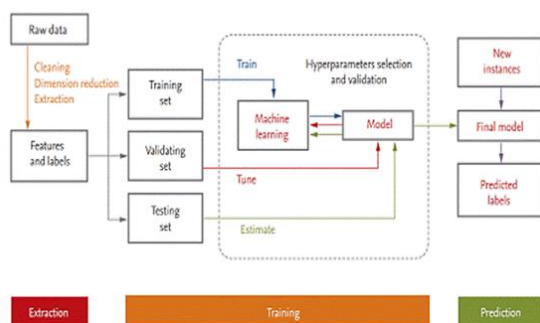 Raw data
Cleaning
Dimension reduction
Extraction
Features
and labels
Training
set
Validating
set
Testing
set
Train
Tune
Estimate
Hyperparameters selection
and validation
Machine
learning
Model
New
instances
Final model
Predicted
labels
Extraction
Training
Prediction